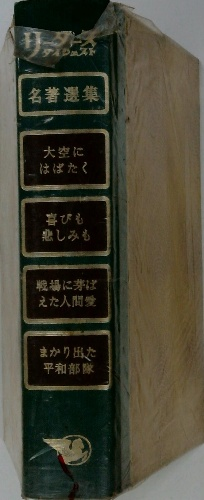 リーダーズ
ダイジェスト
名著選集
大空に
はばたく
喜びも
悲しみも
戦場に芽ば
えた人間愛
まかり出た
平和部隊